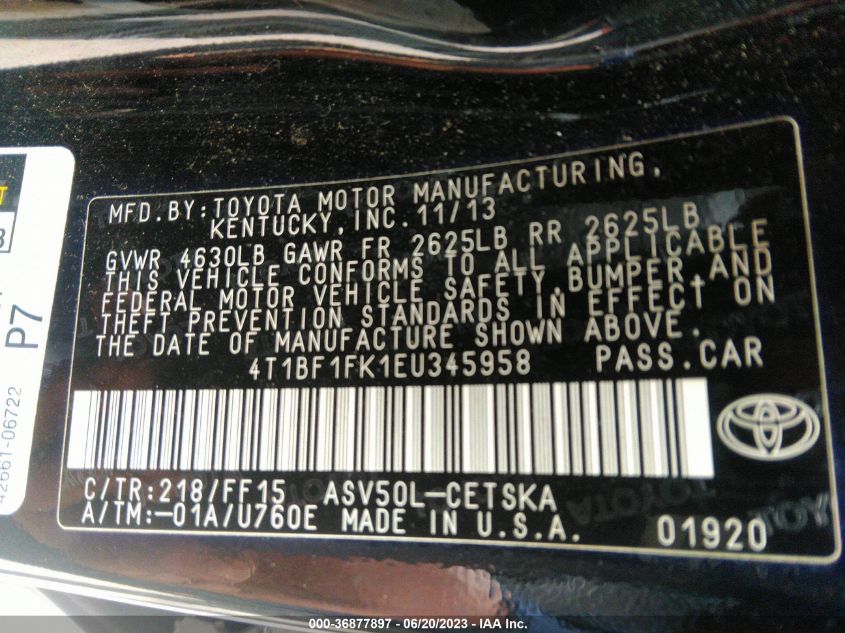 MFD.BY:TOYOTA MOTOR MANUFACTURING,
KENTUCKY,INC.11/13
GVWR 4630LB GAWR FR 2625LB RR 2625LB
THIS VEHICLE CONFORMS TO ALL APPLICABLE
FEDERAL MOTOR VEHICLE SAFETY,BUMPER,AND
THEFT PREVENTION STANDARDS IN EFFECT ON
THE DATE OF MANUFACTURE SHOWN ABOVE.
4T1BF1FK1EU345958 PASS.CAR
C/TR:218/FF15 ASV50L-CETSKA
A/TM:-01A/U760E MADE IN U.S.A. 01920
P7
42661-06722
000-36877897 - 06/20/2023 - IAA Inc.